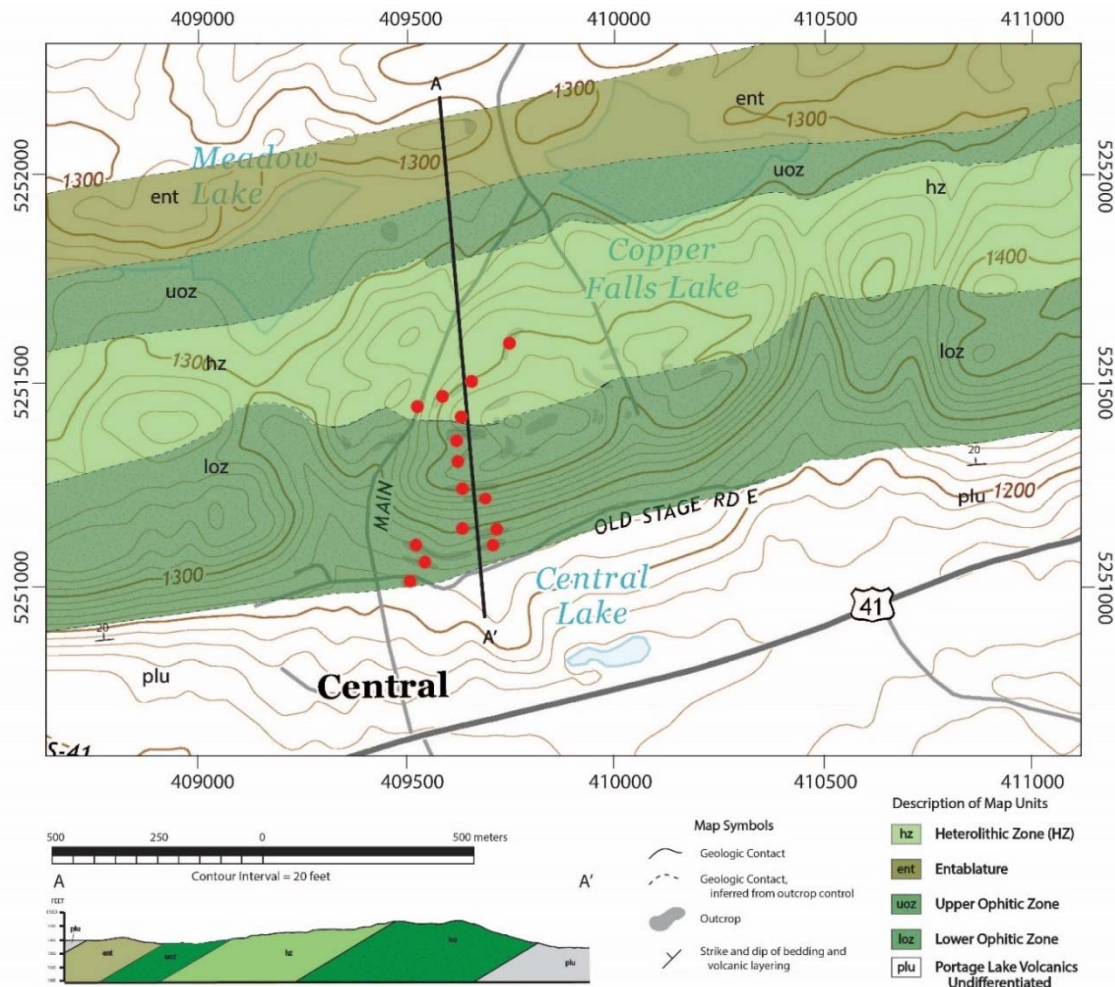 409000 409500 410000 410500 411000
A
1300
ent
1300
5252000
5252000
Meadow
Lake
1300
1300
ent
uoz
hz
uoz
Copper
Falls Lake
1400
1300
hz
5251500
5251500
loz
loz
20
MAIN
plu
1200
OLD STAGE RD E
1300
5251000
5251000
Central
Lake
41
20
A'
plu
Central
S-41
409000 409500 410000 410500 411000
500 250 0 500 meters
Contour Interval = 20 feet
A A'
FEET
plu
ent
uoz
hz
loz
plu
Map Symbols
Geologic Contact
Geologic Contact,
inferred from outcrop control
Outcrop
Strike and dip of bedding and
volcanic layering
Description of Map Units
hz Heterolithic Zone (HZ)
ent Entablature
uoz Upper Ophitic Zone
loz Lower Ophitic Zone
plu Portage Lake Volcanics
Undifferentiated